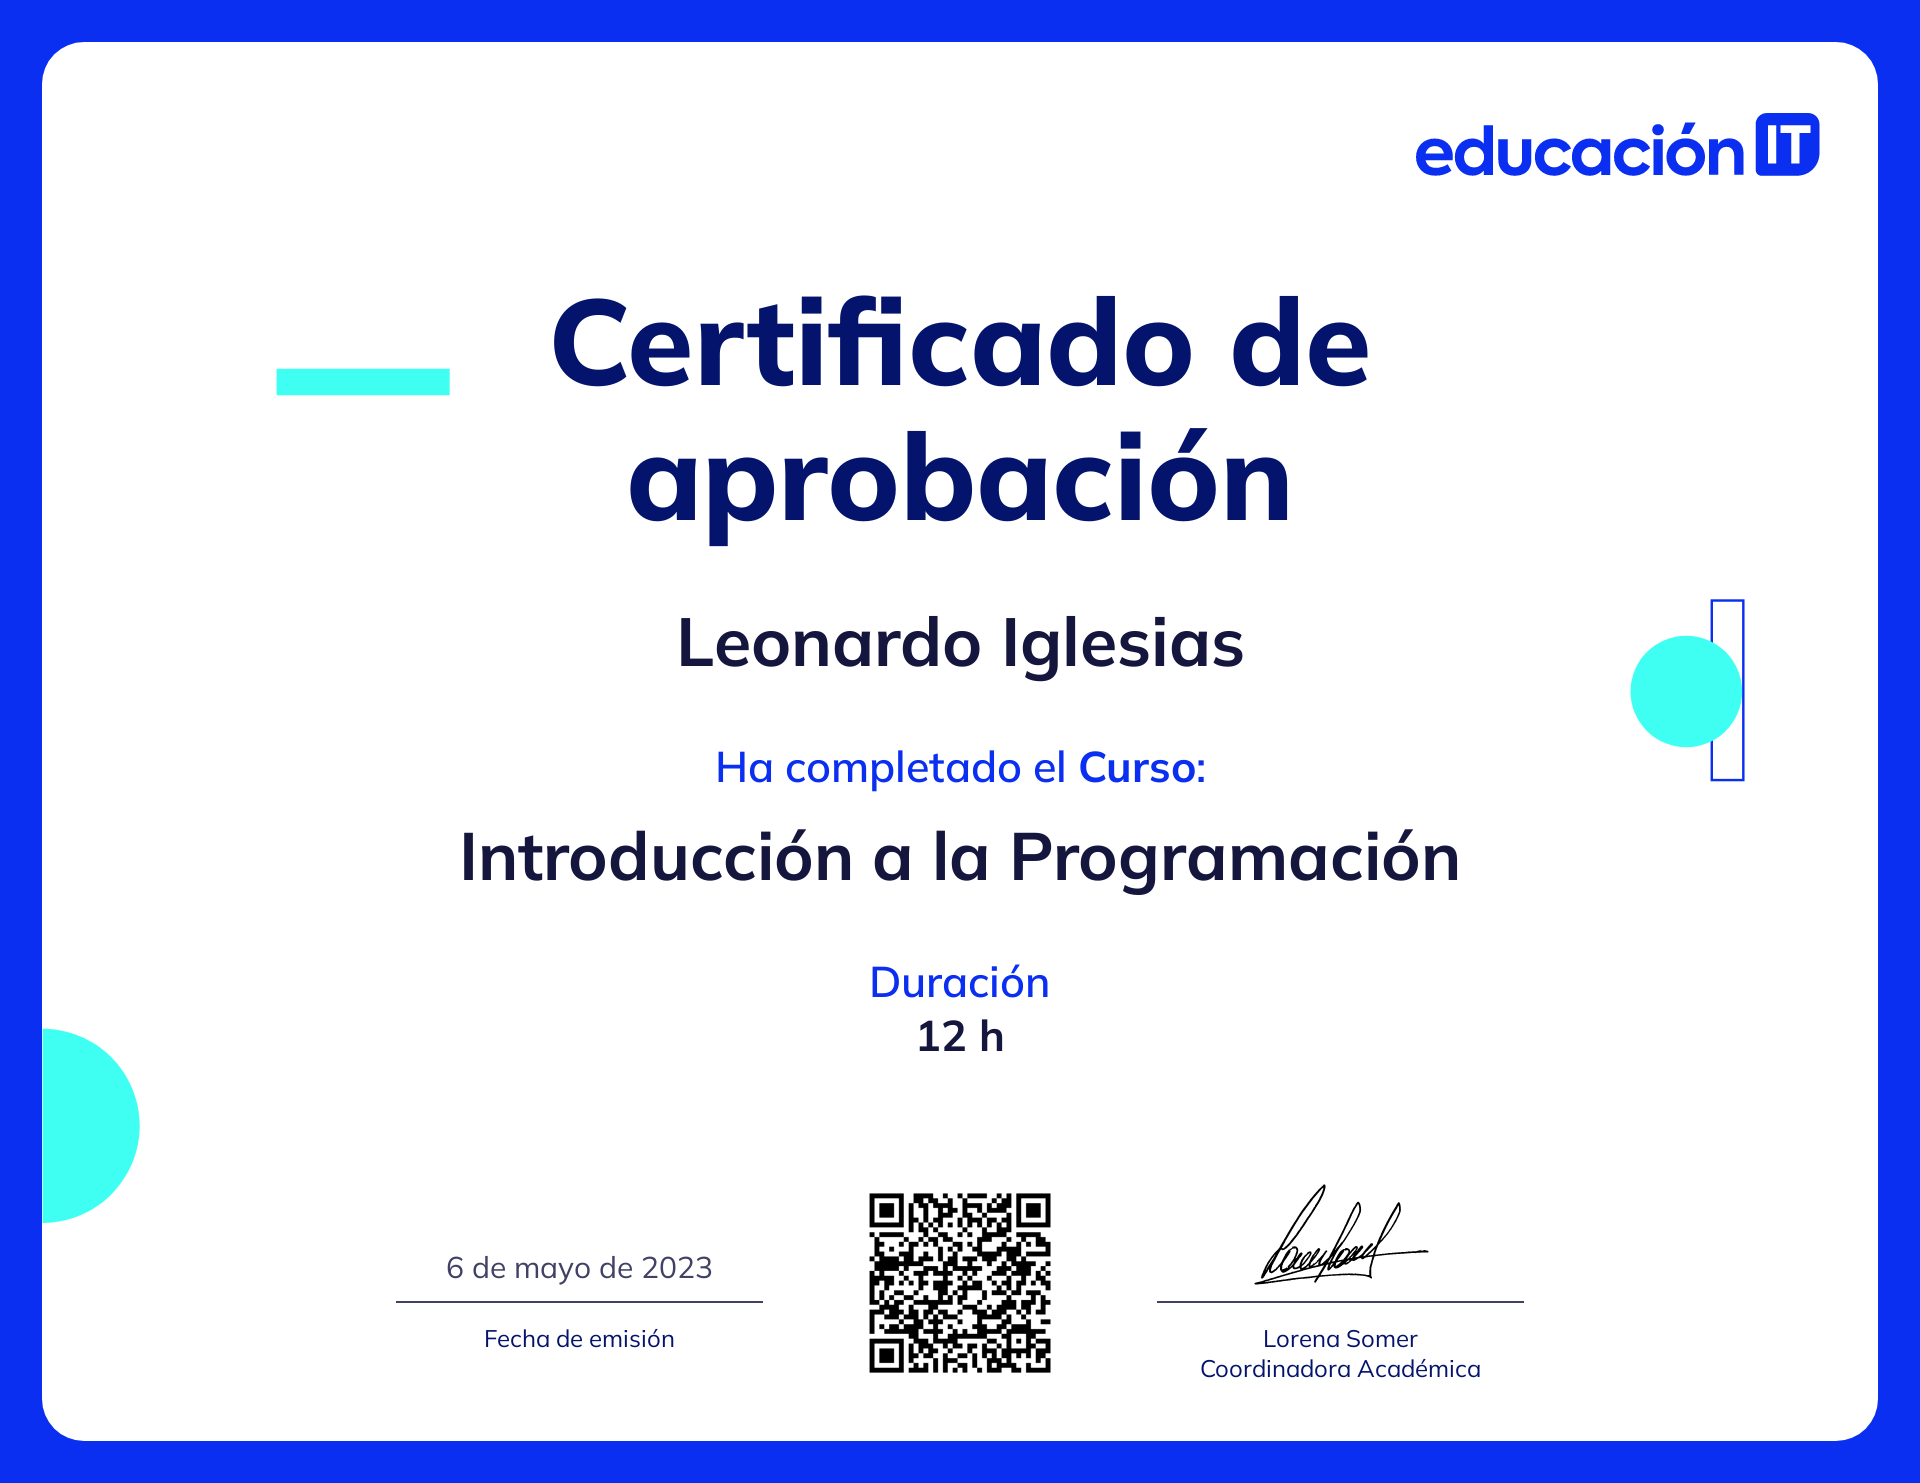 educación IT
Certificado de
aprobación
Leonardo Iglesias
Ha completado el Curso:
Introducción a la Programación
Duración
12 h
6 de mayo de 2023
Fecha de emisión
Lorena Somer
Coordinadora Académica